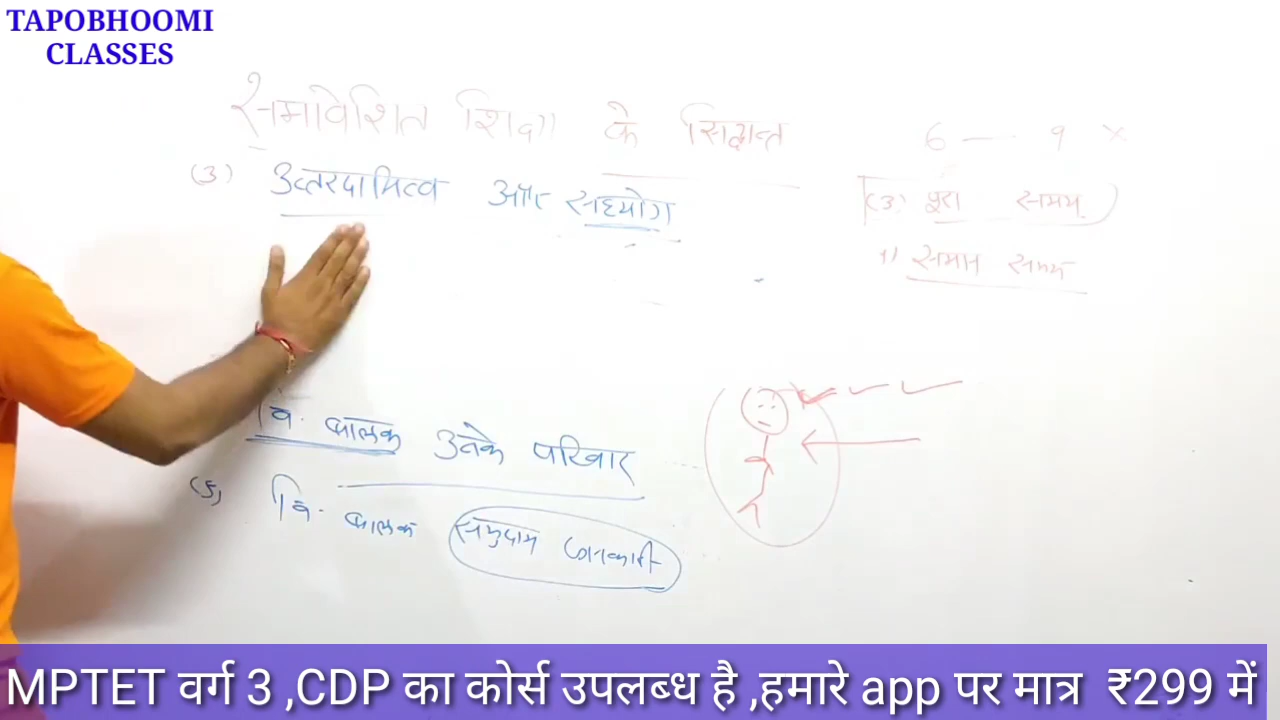 TAPOBHOOMI
CLASSES
समावेशित शिक्षा के सिद्धान्त
6 — 9 ×
(3) उत्तरदायित्व और सहयोग
(3) पूरा समय
1) समान समय
वि. बालक उनके परिवार
(5) वि. बालक समुदाय जानकारी
MPTET वर्ग 3 ,CDP का कोर्स उपलब्ध है ,हमारे app पर मात्र ₹299 में